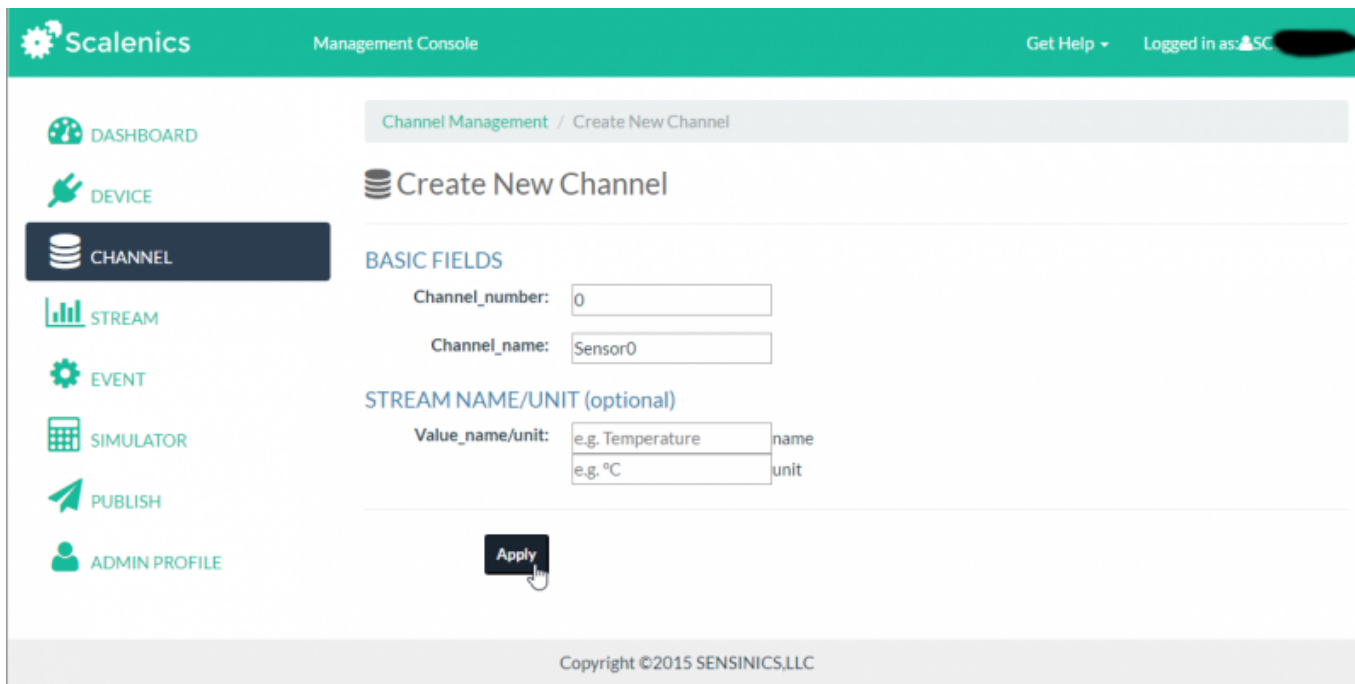 Scalenics
Management Console
Get Help
Logged in as: SC
DASHBOARD
DEVICE
CHANNEL
STREAM
EVENT
SIMULATOR
PUBLISH
ADMIN PROFILE
Channel Management / Create New Channel
Create New Channel
BASIC FIELDS
Channel_number: 0
Channel_name: Sensor0
STREAM NAME/UNIT (optional)
Value_name/unit: e.g. Temperature name
e.g. ºC unit
Apply
Copyright ©2015 SENSINICS,LLC